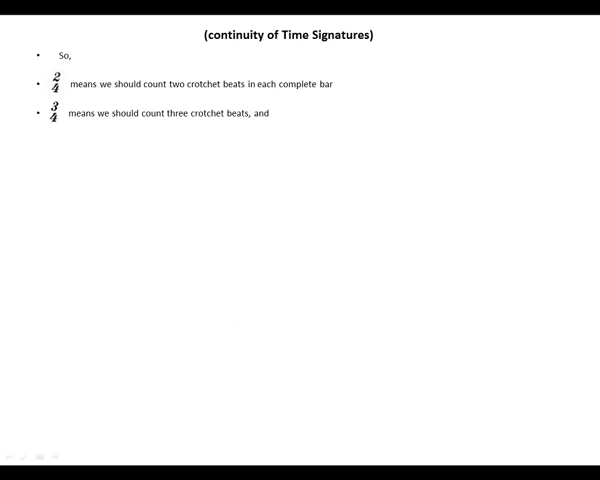 (continuity of Time Signatures)
• So,
• 2/4 means we should count two crotchet beats in each complete bar
• 3/4 means we should count three crotchet beats, and